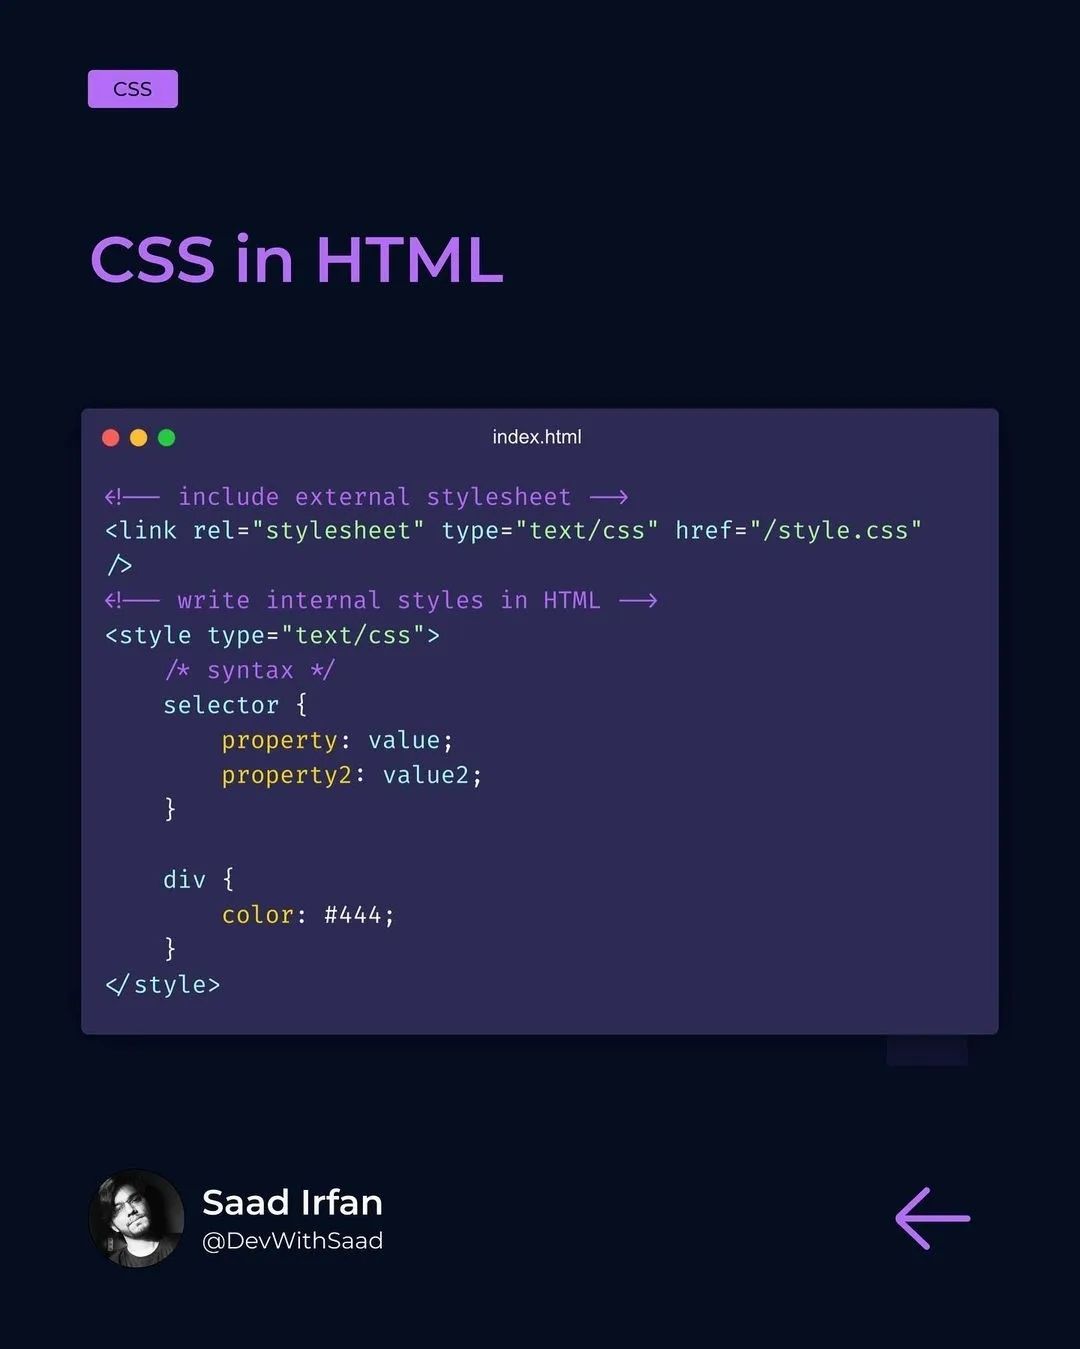 CSS
CSS in HTML
index.html
<!-- include external stylesheet -->
<link rel="stylesheet" type="text/css" href="/style.css"
/>
<!-- write internal styles in HTML -->
<style type="text/css">
    /* syntax */
    selector {
        property: value;
        property2: value2;
    }

    div {
        color: #444;
    }
</style>
Saad Irfan
@DevWithSaad